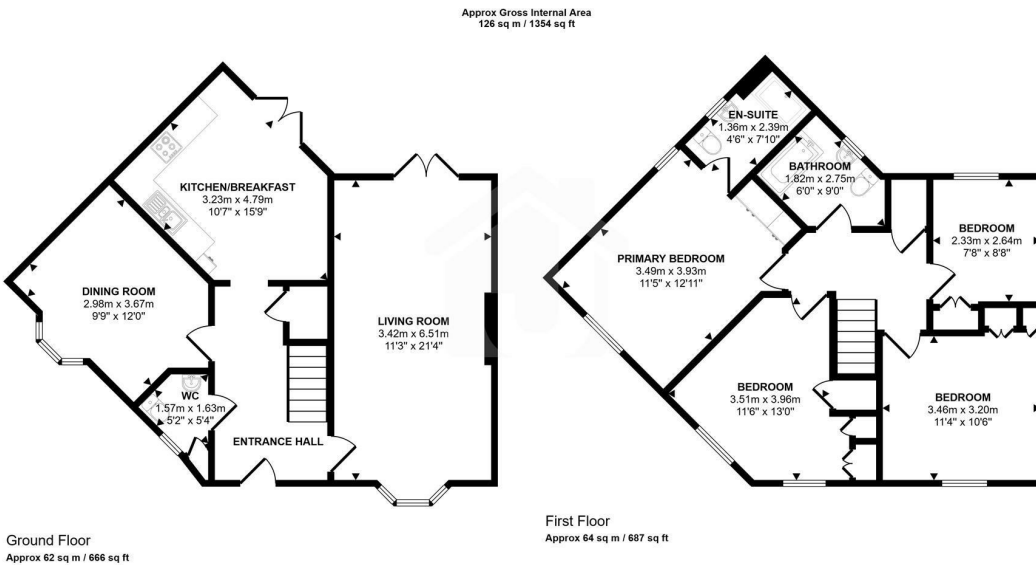 Approx Gross Internal Area
126 sq m / 1354 sq ft
KITCHEN/BREAKFAST
3.23m x 4.79m
10'7" x 15'9"
DINING ROOM
2.98m x 3.67m
9'9" x 12'0"
LIVING ROOM
3.42m x 6.51m
11'3" x 21'4"
WC
1.57m x 1.63m
5'2" x 5'4"
ENTRANCE HALL
Ground Floor
Approx 62 sq m / 666 sq ft
EN-SUITE
1.36m x 2.39m
4'6" x 7'10"
BATHROOM
1.82m x 2.75m
6'0" x 9'0"
BEDROOM
2.33m x 2.64m
7'8" x 8'8"
PRIMARY BEDROOM
3.49m x 3.93m
11'5" x 12'11"
BEDROOM
3.51m x 3.96m
11'6" x 13'0"
BEDROOM
3.46m x 3.20m
11'4" x 10'6"
First Floor
Approx 64 sq m / 687 sq ft